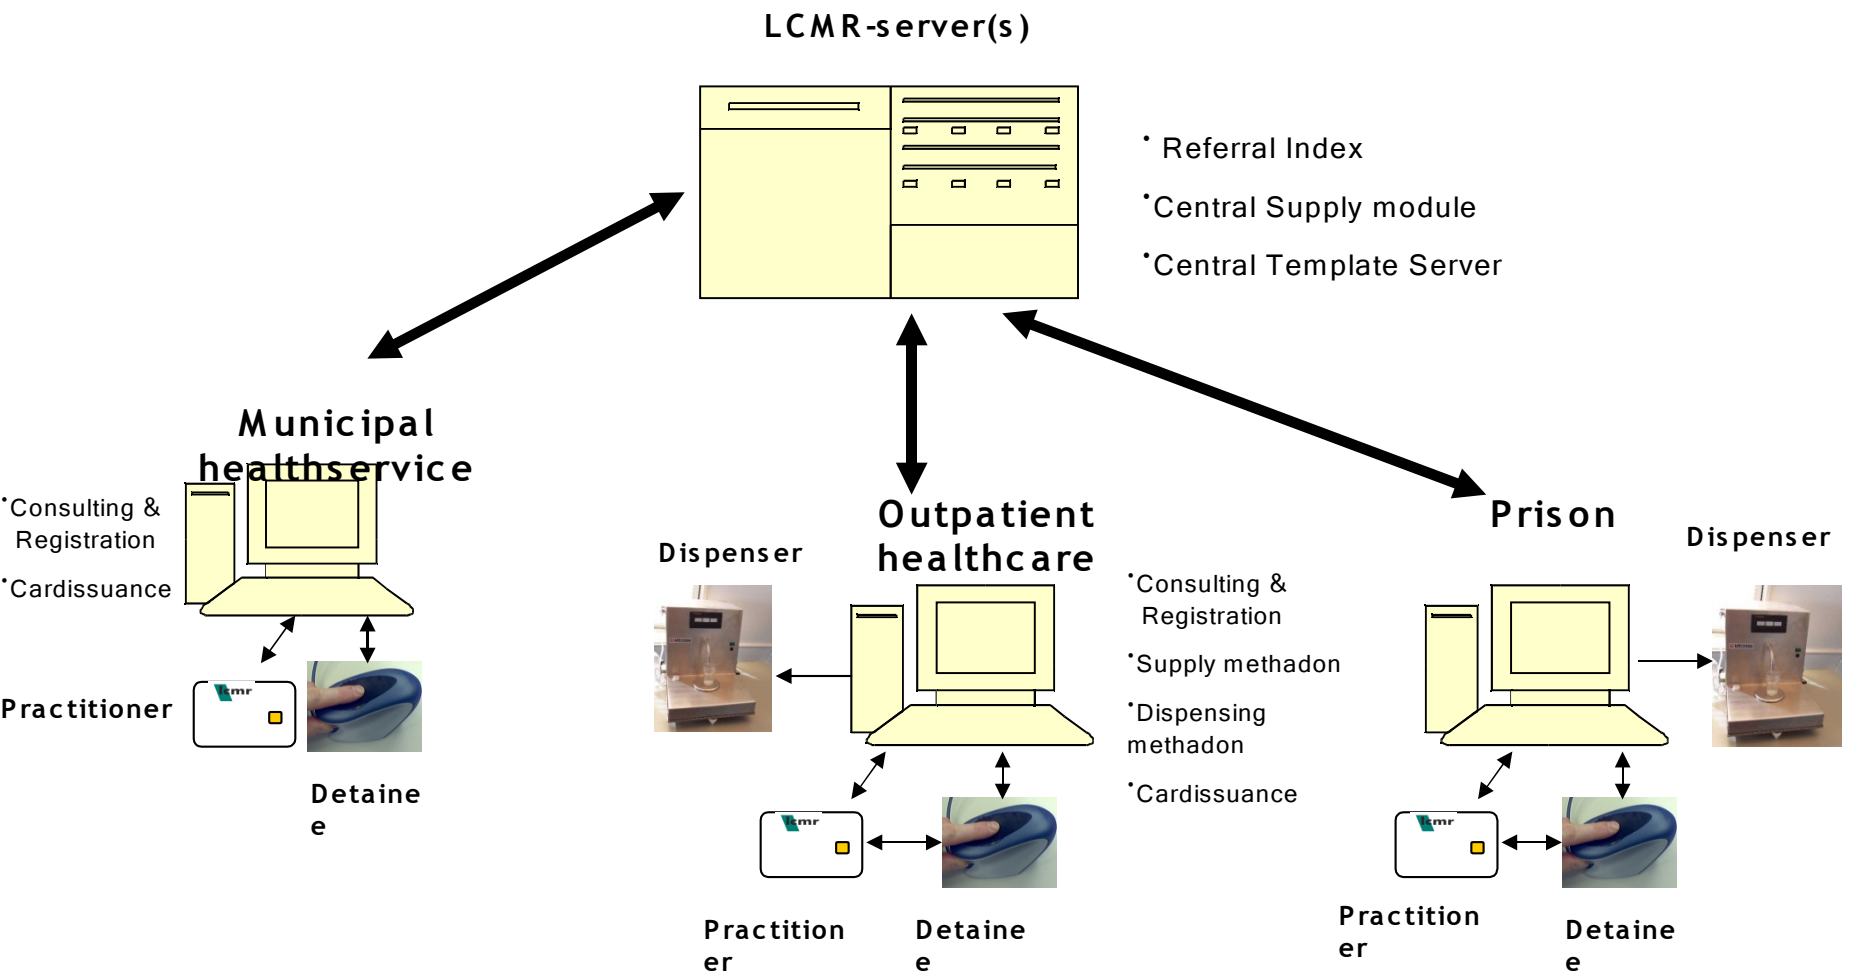 LCMR-server(s)
· Referral Index
·Central Supply module
·Central Template Server
Municipal
healthservice
·Consulting &
Registration
·Cardissuance
Practitioner
lcmr
Detaine
e
Outpatient
healthcare
Dispenser
·Consulting &
Registration
·Supply methadon
·Dispensing
methadon
·Cardissuance
lcmr
Practition
er
Detaine
e
Prison
Dispenser
lcmr
Practition
er
Detaine
e